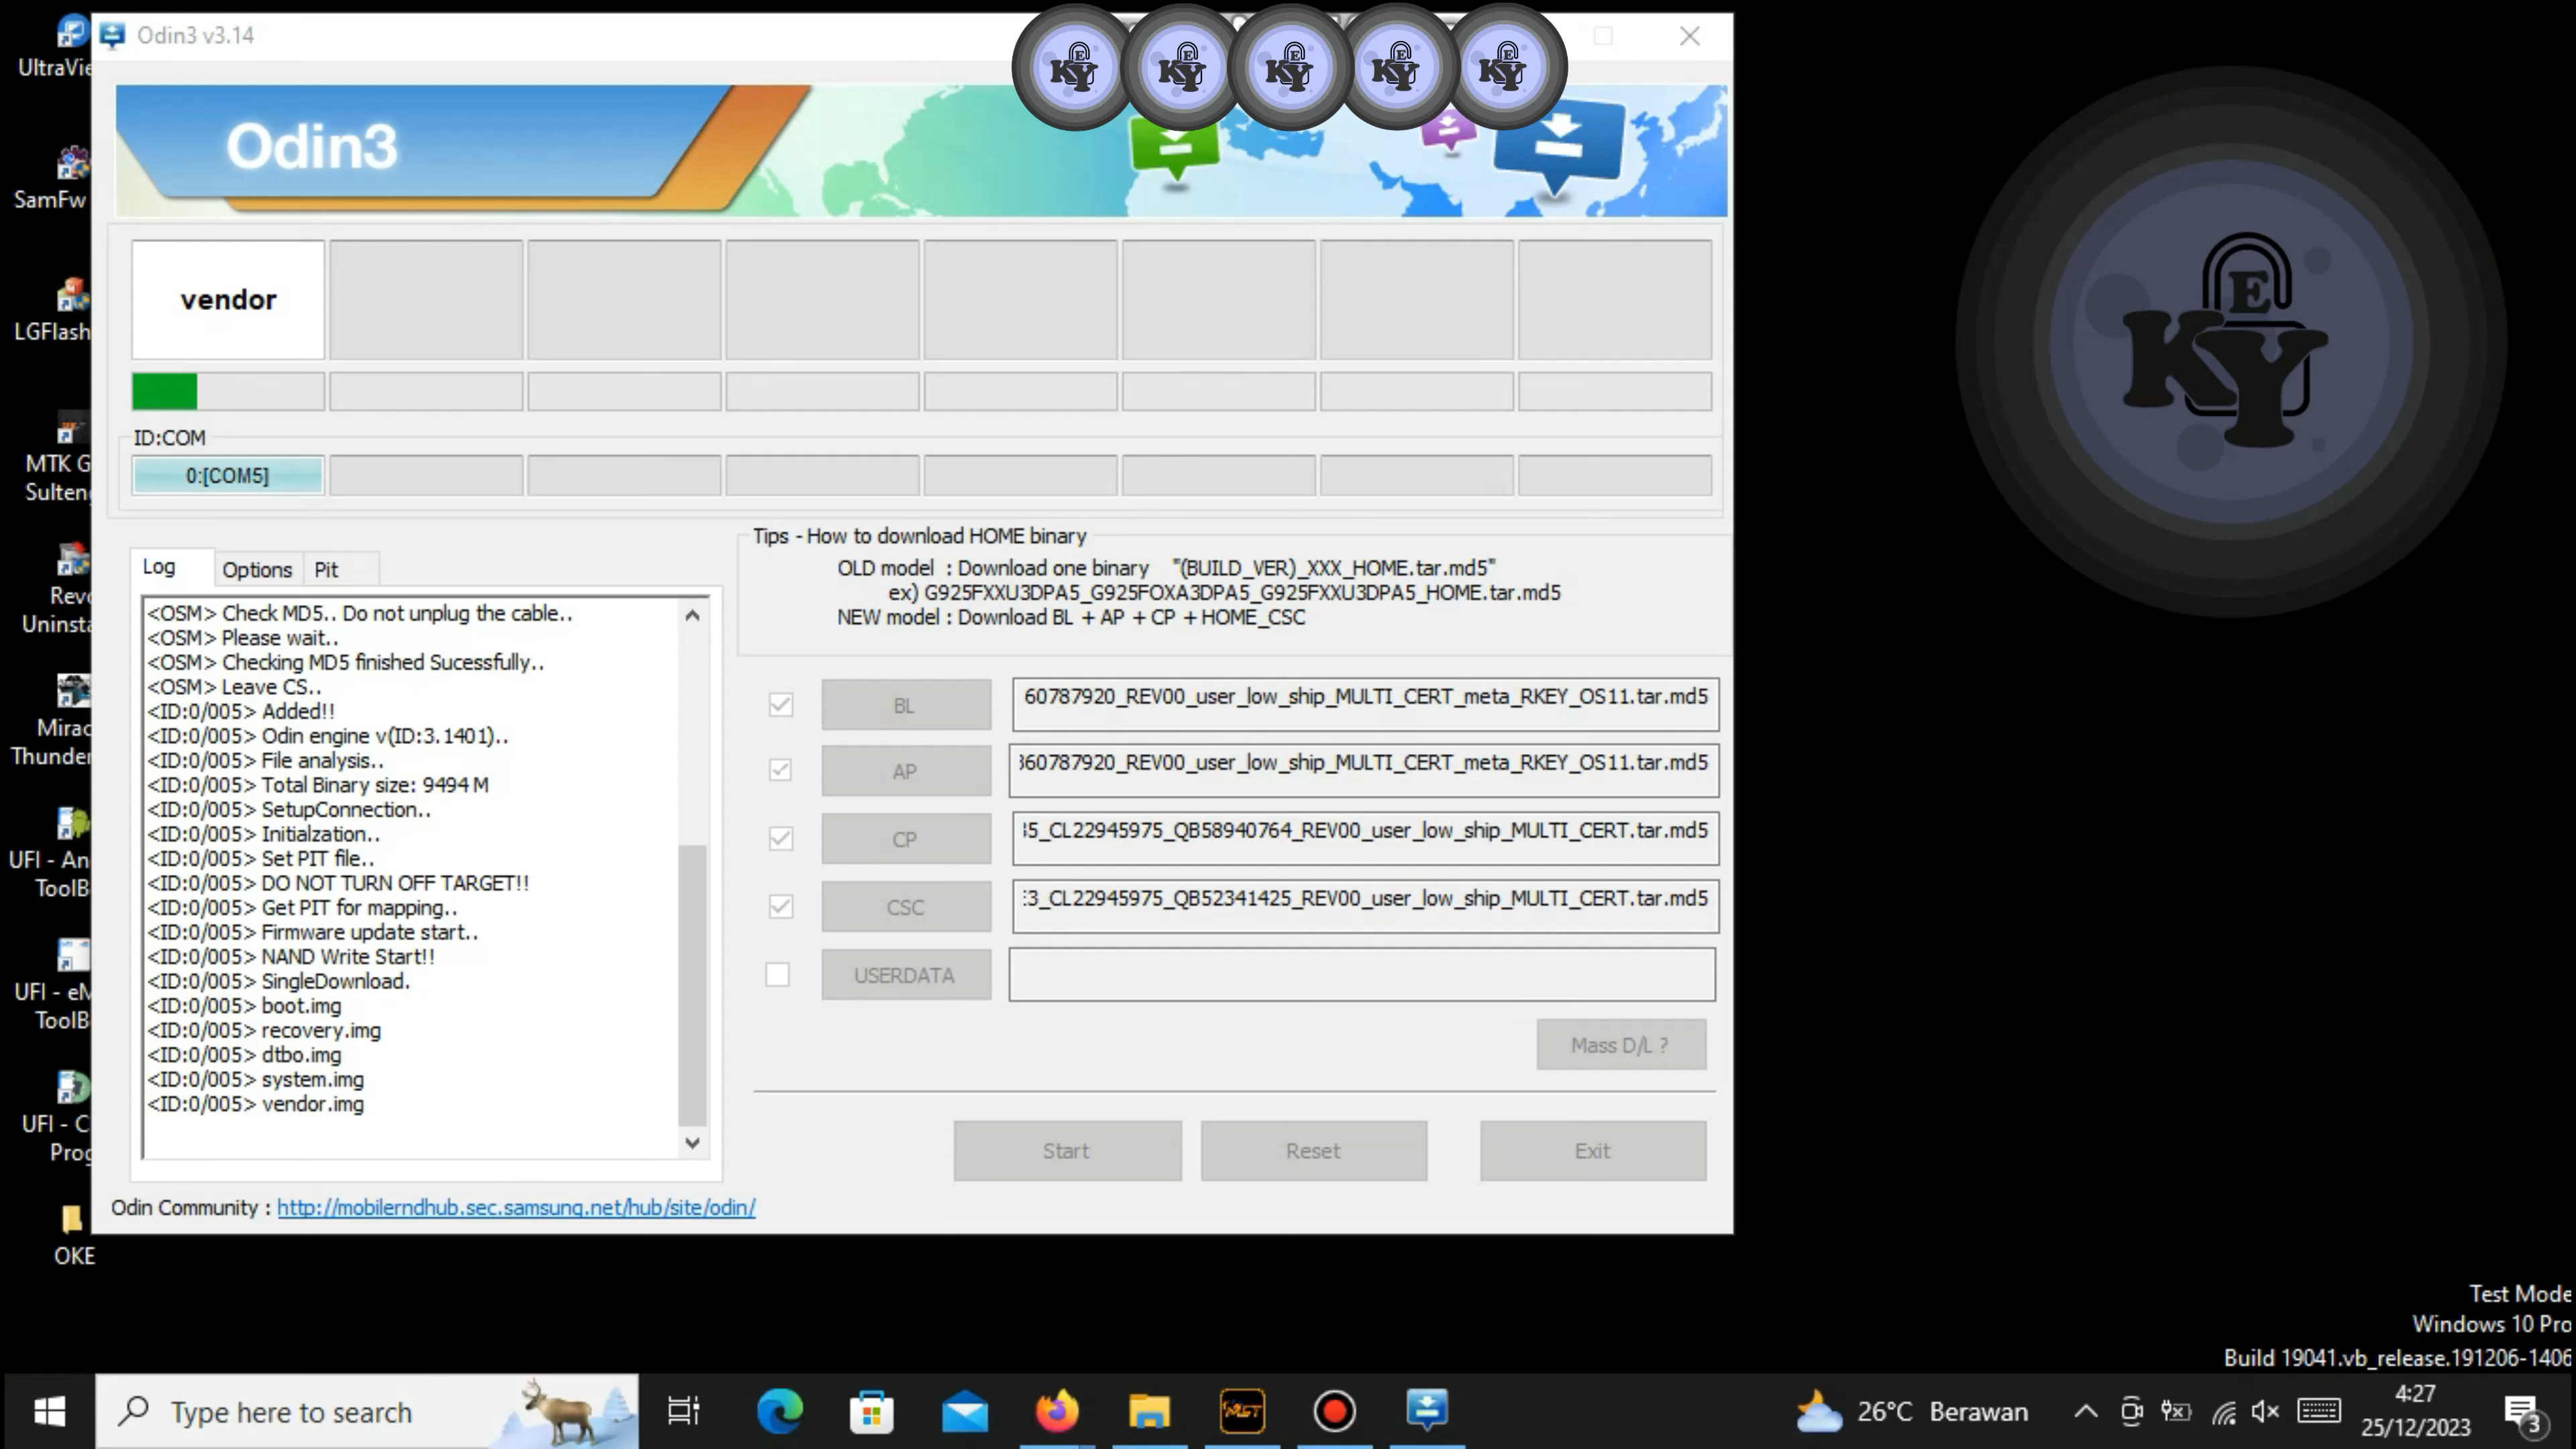 Odin3 v3.14
Odin3
vendor
ID:COM
0:[COM5]
Log
Options
Pit
<OSM> Check MD5.. Do not unplug the cable..
<OSM> Please wait..
<OSM> Checking MD5 finished Sucessfully..
<OSM> Leave CS..
<ID:0/005> Added!!
<ID:0/005> Odin engine v(ID:3.1401)..
<ID:0/005> File analysis..
<ID:0/005> Total Binary size: 9494 M
<ID:0/005> SetupConnection..
<ID:0/005> Initialzation..
<ID:0/005> Set PIT file..
<ID:0/005> DO NOT TURN OFF TARGET!!
<ID:0/005> Get PIT for mapping..
<ID:0/005> Firmware update start..
<ID:0/005> NAND Write Start!!
<ID:0/005> SingleDownload.
<ID:0/005> boot.img
<ID:0/005> recovery.img
<ID:0/005> dtbo.img
<ID:0/005> system.img
<ID:0/005> vendor.img
Tips - How to download HOME binary
OLD model : Download one binary "(BUILD_VER)_XXX_HOME.tar.md5"
ex) G925FXXU3DPA5_G925FOXA3DPA5_G925FXXU3DPA5_HOME.tar.md5
NEW model : Download BL + AP + CP + HOME_CSC
BL 60787920_REV00_user_low_ship_MULTI_CERT_meta_RKEY_OS11.tar.md5
AP 360787920_REV00_user_low_ship_MULTI_CERT_meta_RKEY_OS11.tar.md5
CP 5_CL22945975_QB58940764_REV00_user_low_ship_MULTI_CERT.tar.md5
CSC 3_CL22945975_QB52341425_REV00_user_low_ship_MULTI_CERT.tar.md5
USERDATA
Mass D/L ?
Start
Reset
Exit
Odin Community : http://mobilerndhub.sec.samsung.net/hub/site/odin/
UltraVie
SamFw
LGFlash
MTK G
Sulten
Revo
Uninsta
Mirac
Thunder
UFI - An
ToolB
UFI - eM
ToolB
UFI - C
Prog
OKE
KEY
KEY
KEY
KEY
KEY
KEY
Test Mode
Windows 10 Pro
Build 19041.vb_release.191206-1406
Type here to search
MGT
26°C Berawan
4:27
25/12/2023
3